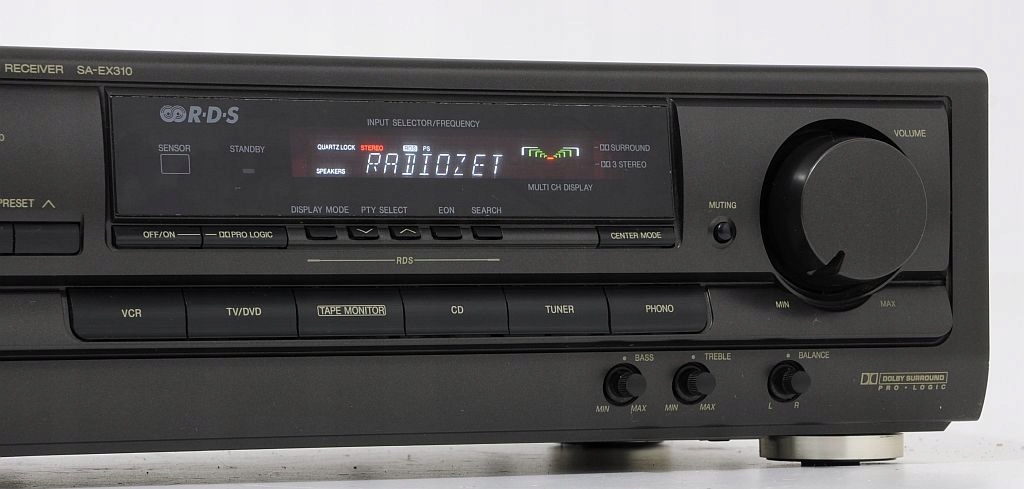 RECEIVER SA-EX310
R·D·S
INPUT SELECTOR/FREQUENCY
SENSOR
STANDBY
QUARTZ LOCK STEREO RDS PS
SPEAKERS
RADIOZET
SURROUND
3 STEREO
MULTI CH DISPLAY
VOLUME
PRESET
DISPLAY MODE PTY SELECT EON SEARCH
MUTING
OFF/ON PRO LOGIC
CENTER MODE
RDS
MIN MAX
VCR
TV/DVD
TAPE MONITOR
CD
TUNER
PHONO
BASS
TREBLE
BALANCE
MIN MAX
MIN MAX
L R
DOLBY SURROUND
PRO·LOGIC